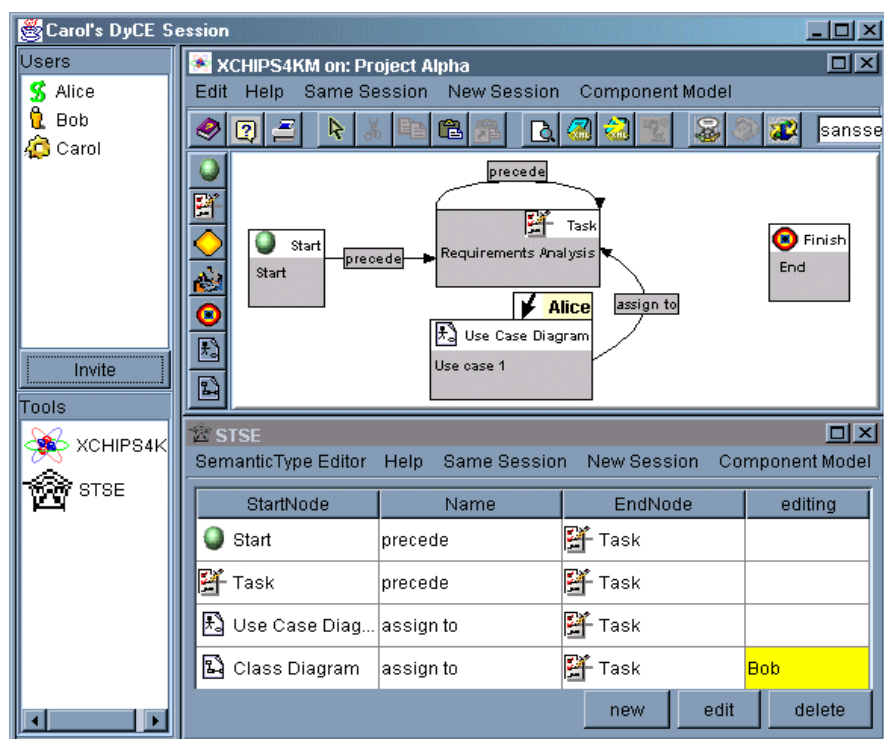 Carol's DyCE Session
Users
Alice
Bob
Carol
Invite
Tools
XCHIPS4K
STSE
XCHIPS4KM on: Project Alpha
Edit Help Same Session New Session Component Model
sansse
precede
Task
Requirements Analysis
Start
Start
precede
Finish
End
Alice
assign to
Use Case Diagram
Use case 1
STSE
SemanticType Editor Help Same Session New Session Component Model
StartNode Name EndNode editing
Start precede Task
Task precede Task
Use Case Diag... assign to Task
Class Diagram assign to Task Bob
new edit delete